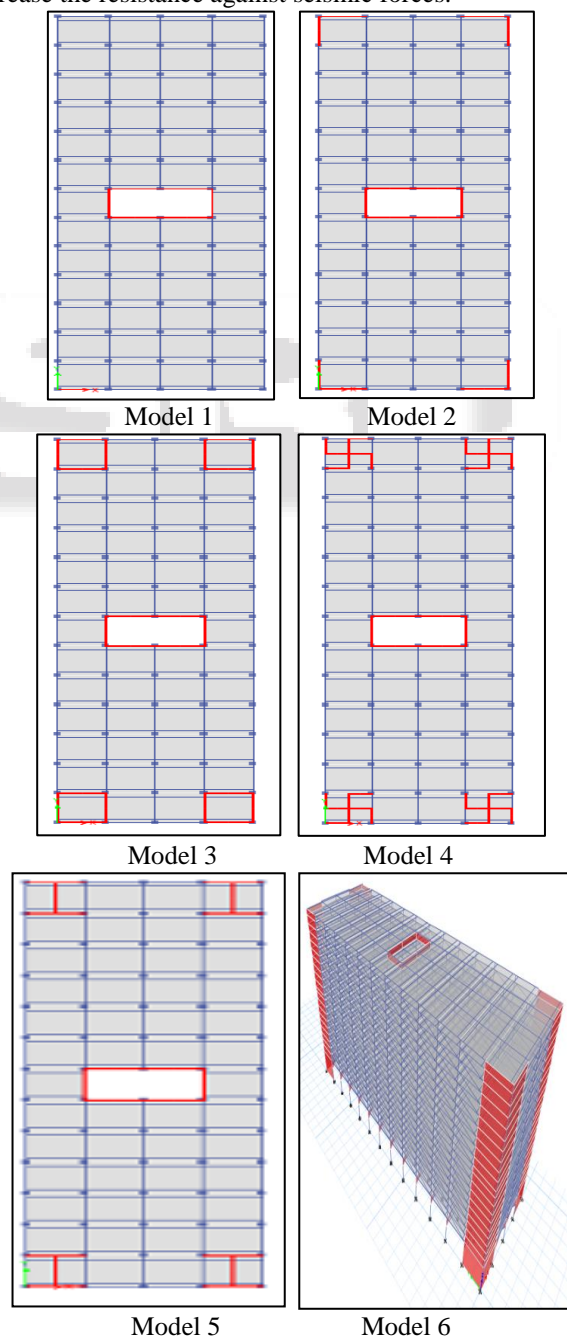 rease the resistance against seismic forces.
Model 1 Model 2
Model 3 Model 4
Model 5 Model 6